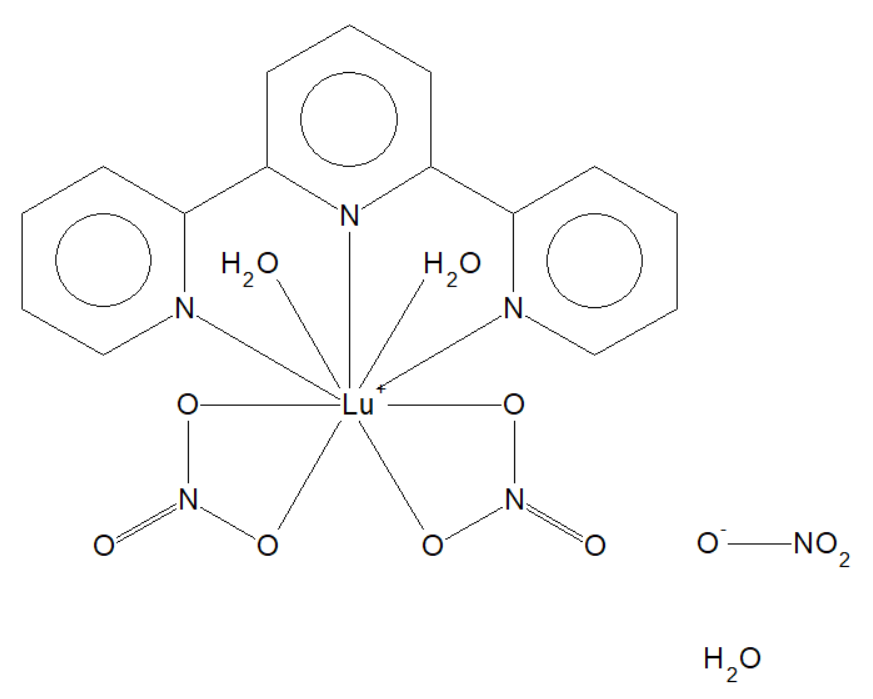 N
H2O H2O
N N
O Lu+ O
N N
O O O O O- NO2
H2O